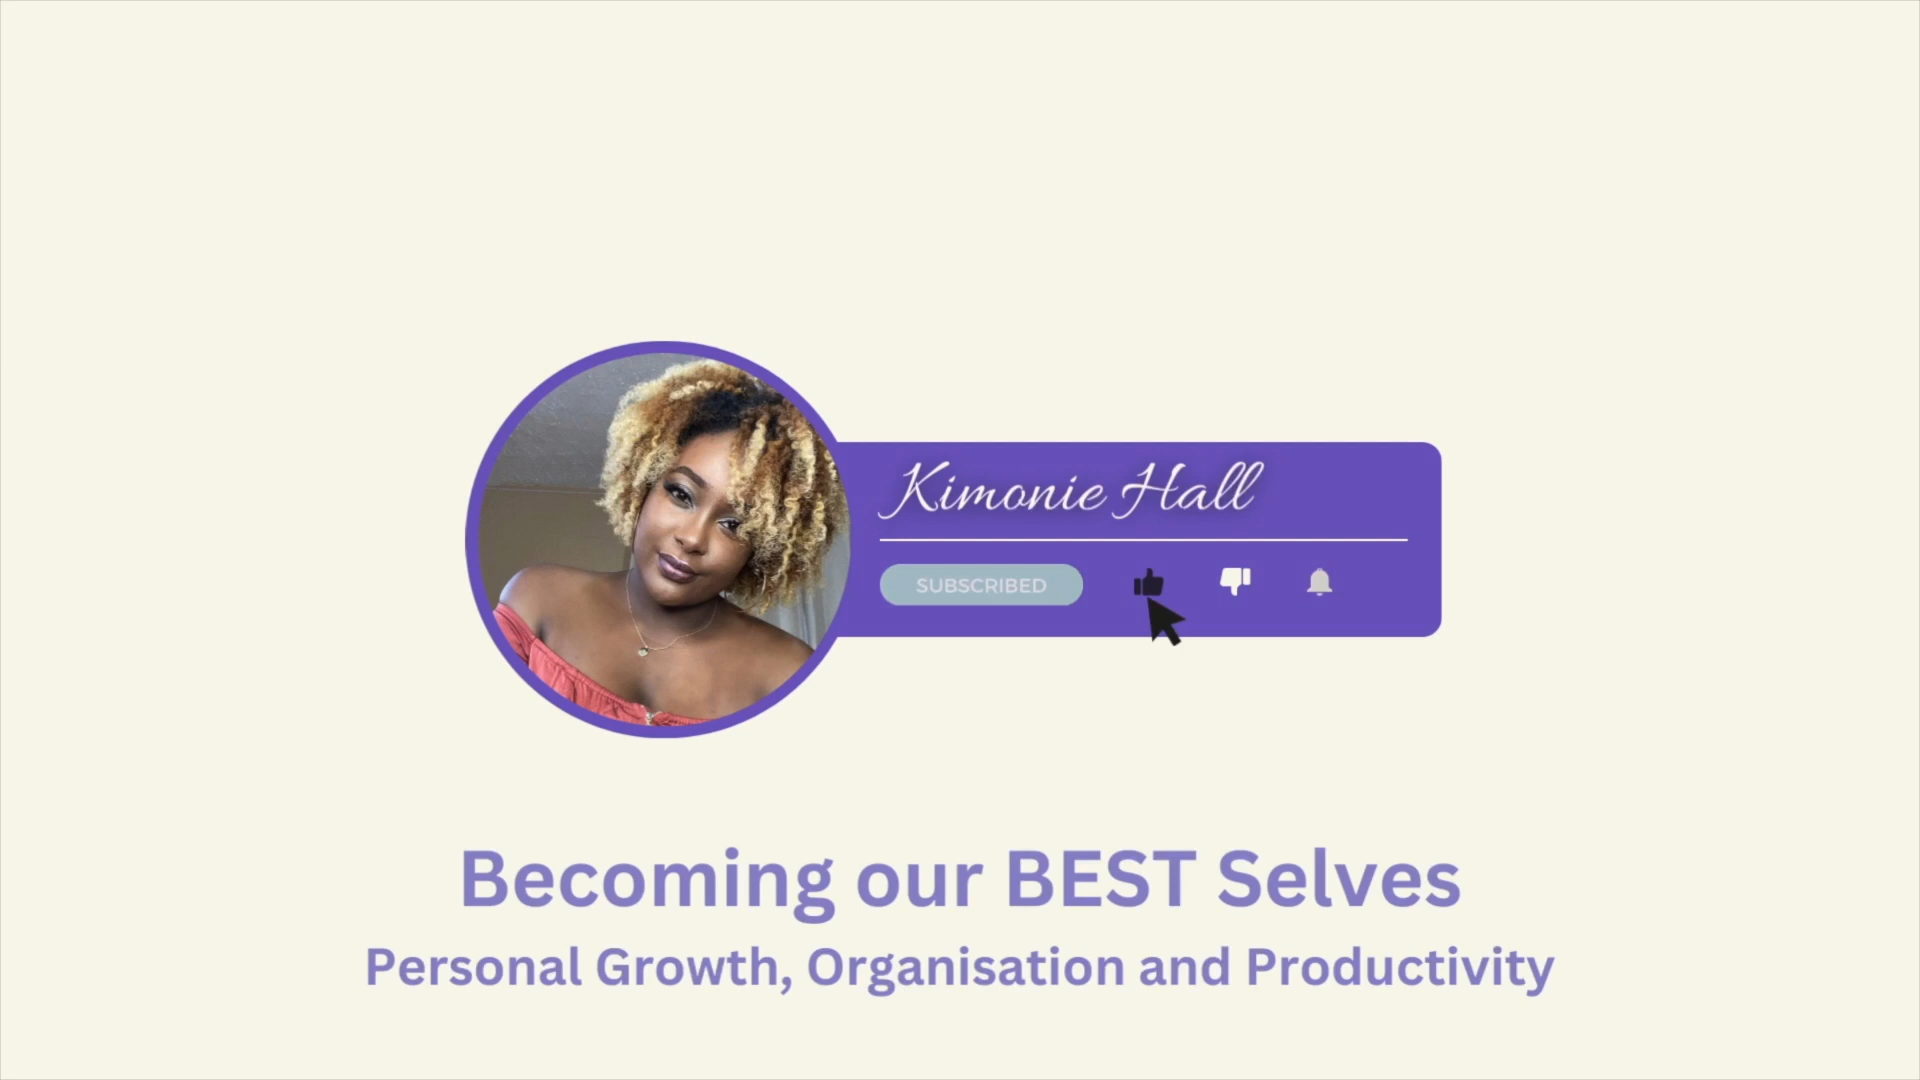 Kimonie Hall
SUBSCRIBED
Becoming our BEST Selves
Personal Growth, Organisation and Productivity